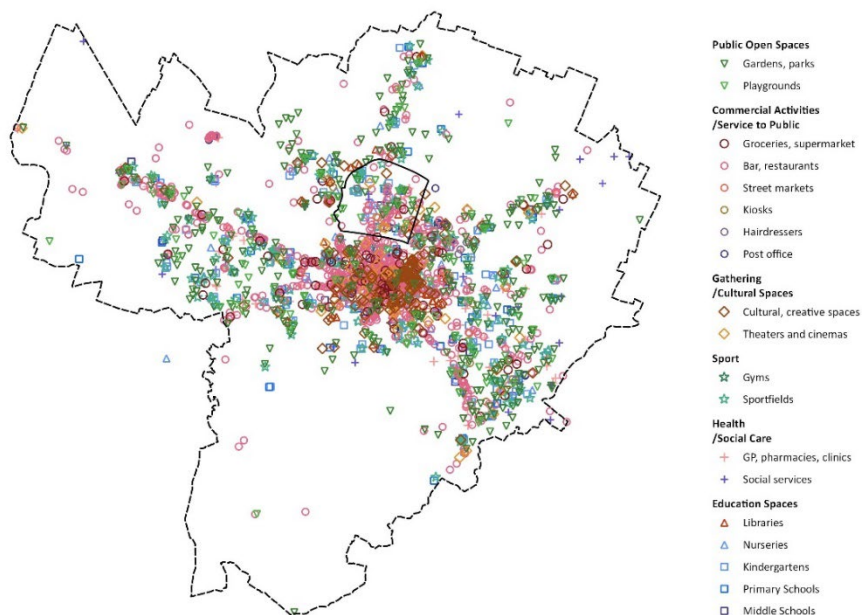 Public Open Spaces
Gardens, parks
Playgrounds
Commercial Activities
/Service to Public
Groceries, supermarket
Bar, restaurants
Street markets
Kiosks
Hairdressers
Post office
Gathering
/Cultural Spaces
Cultural, creative spaces
Theaters and cinemas
Sport
Gyms
Sportfields
Health
/Social Care
GP, pharmacies, clinics
Social services
Education Spaces
Libraries
Nurseries
Kindergartens
Primary Schools
Middle Schools